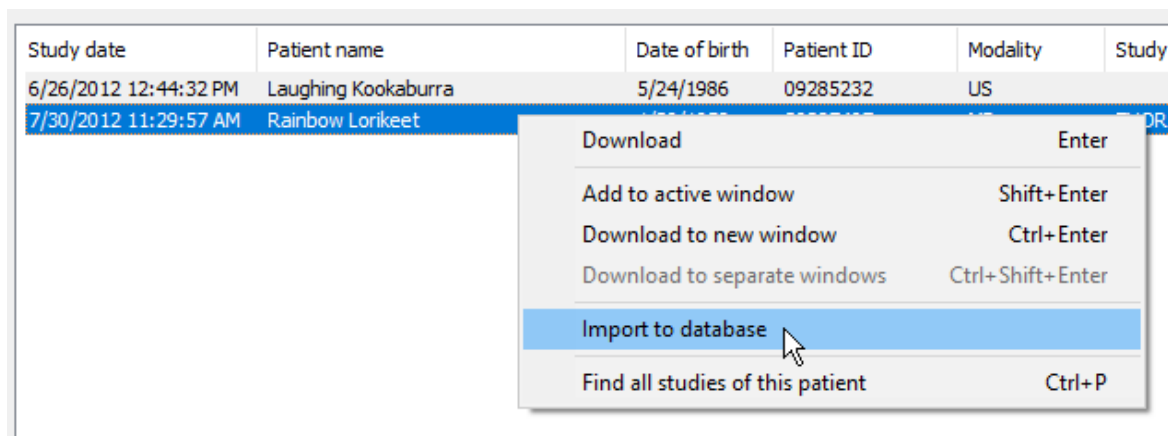 Study date Patient name Date of birth Patient ID Modality Study
6/26/2012 12:44:32 PM Laughing Kookaburra 5/24/1986 09285232 US
7/30/2012 11:29:57 AM Rainbow Lorikeet
Download Enter
Add to active window Shift+Enter
Download to new window Ctrl+Enter
Download to separate windows Ctrl+Shift+Enter
Import to database
Find all studies of this patient Ctrl+P